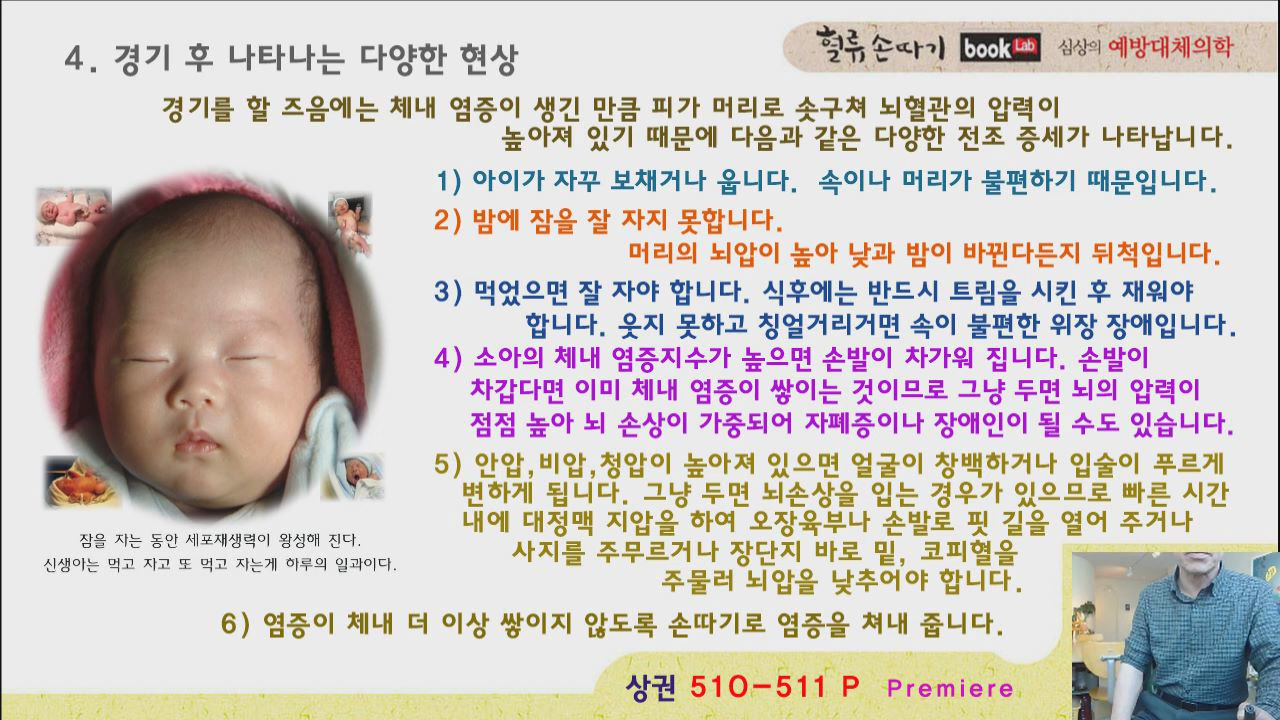 4. 경기 후 나타나는 다양한 현상
혈류 손따기 book Lab 심상의 예방대체의학
경기를 할 즈음에는 체내 염증이 생긴 만큼 피가 머리로 솟구쳐 뇌혈관의 압력이
높아져 있기 때문에 다음과 같은 다양한 전조 증세가 나타납니다.
1) 아이가 자꾸 보채거나 웁니다. 속이나 머리가 불편하기 때문입니다.
2) 밤에 잠을 잘 자지 못합니다.
머리의 뇌압이 높아 낮과 밤이 바뀐다든지 뒤척입니다.
3) 먹었으면 잘 자야 합니다. 식후에는 반드시 트림을 시킨 후 재워야
합니다. 웃지 못하고 칭얼거리거면 속이 불편한 위장 장애입니다.
4) 소아의 체내 염증지수가 높으면 손발이 차가워 집니다. 손발이
차갑다면 이미 체내 염증이 쌓이는 것이므로 그냥 두면 뇌의 압력이
점점 높아 뇌 손상이 가중되어 자폐증이나 장애인이 될 수도 있습니다.
5) 안압,비압,청압이 높아져 있으면 얼굴이 창백하거나 입술이 푸르게
변하게 됩니다. 그냥 두면 뇌손상을 입는 경우가 있으므로 빠른 시간
내에 대정맥 지압을 하여 오장육부나 손발로 핏 길을 열어 주거나
사지를 주무르거나 장단지 바로 밑, 코피혈을
주물러 뇌압을 낮추어야 합니다.
잠을 자는 동안 세포재생력이 왕성해 진다.
신생아는 먹고 자고 또 먹고 자는게 하루의 일과이다.
6) 염증이 체내 더 이상 쌓이지 않도록 손따기로 염증을 쳐내 줍니다.
상권 510-511 P Premiere